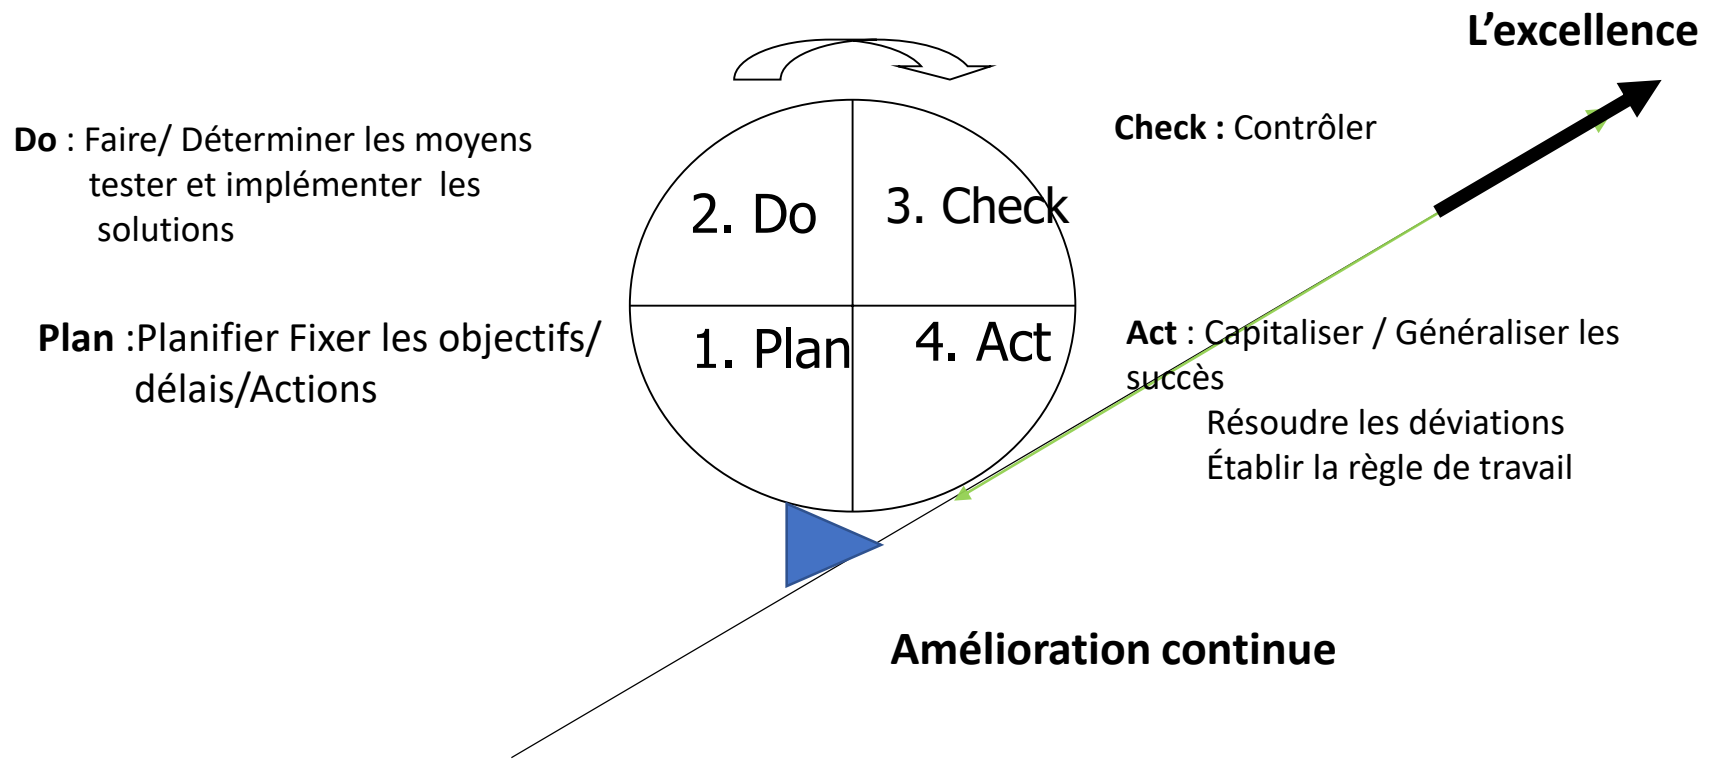 L’excellence
Do : Faire/ Déterminer les moyens
tester et implémenter les
solutions
Check : Contrôler
2. Do
3. Check
Plan :Planifier Fixer les objectifs/
délais/Actions
1. Plan
4. Act
Act : Capitaliser / Généraliser les
succès
Résoudre les déviations
Établir la règle de travail
Amélioration continue